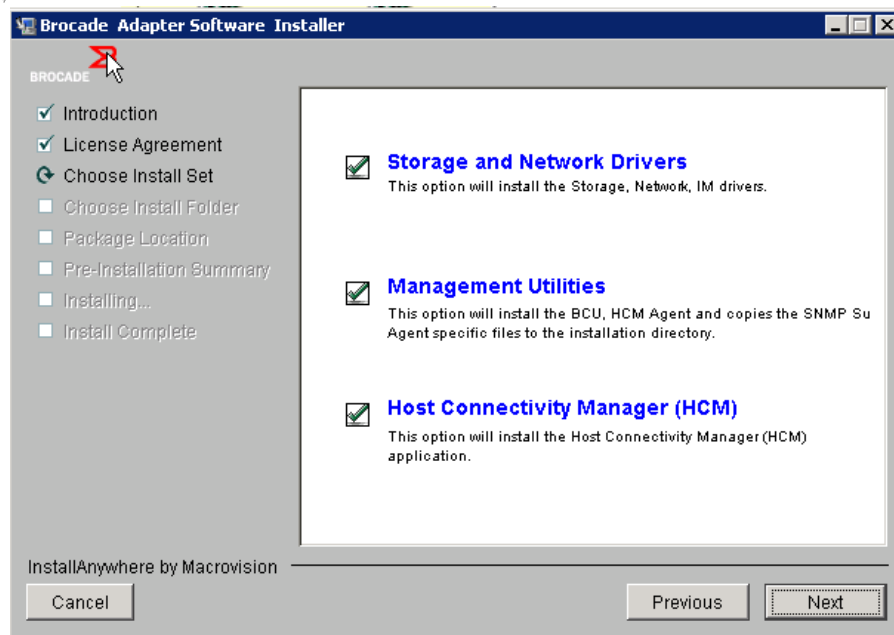 Brocade Adapter Software Installer
BROCADE
Introduction
License Agreement
Choose Install Set
Choose Install Folder
Package Location
Pre-Installation Summary
Installing...
Install Complete
Storage and Network Drivers
This option will install the Storage, Network, IM drivers.
Management Utilities
This option will install the BCU, HCM Agent and copies the SNMP Su
Agent specific files to the installation directory.
Host Connectivity Manager (HCM)
This option will install the Host Connectivity Manager (HCM)
application.
InstallAnywhere by Macrovision
Cancel
Previous
Next